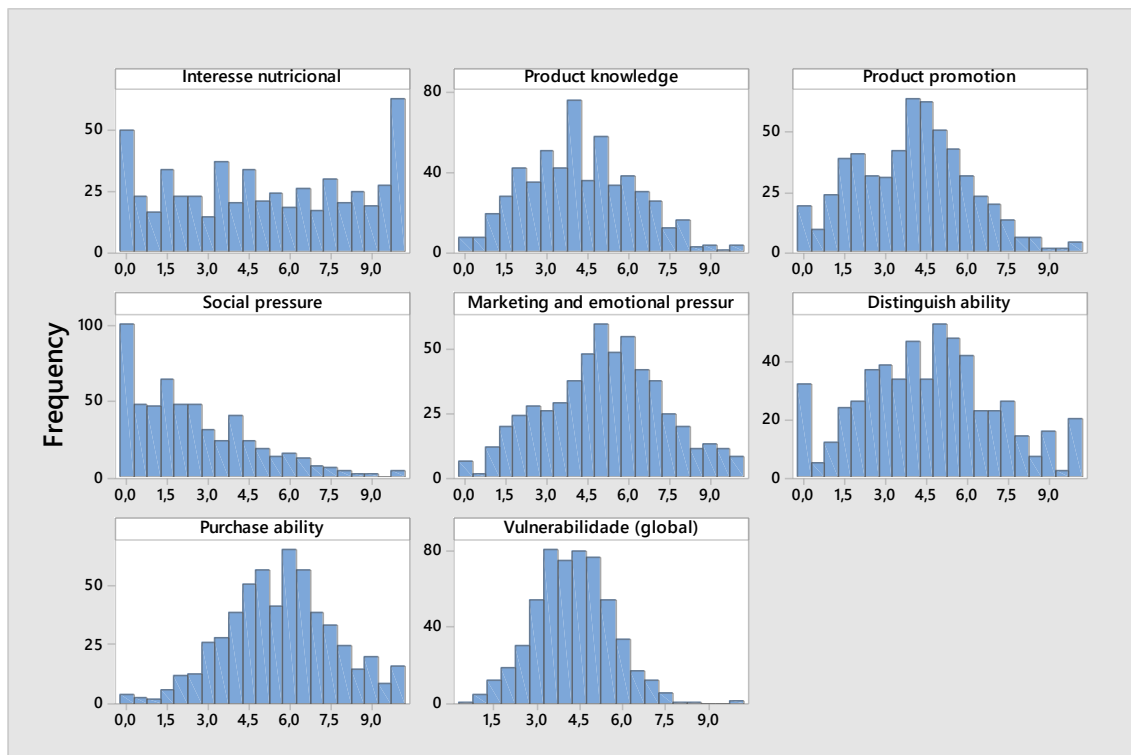 Interesse nutricional
Product knowledge
Product promotion
50
25
0
0,0 1,5 3,0 4,5 6,0 7,5 9,0
80
40
0
0,0 1,5 3,0 4,5 6,0 7,5 9,0
50
25
0
0,0 1,5 3,0 4,5 6,0 7,5 9,0
Frequency
Social pressure
Marketing and emotional pressur
Distinguish ability
100
50
0
0,0 1,5 3,0 4,5 6,0 7,5 9,0
50
25
0
0,0 1,5 3,0 4,5 6,0 7,5 9,0
40
20
0
0,0 1,5 3,0 4,5 6,0 7,5 9,0
Purchase ability
Vulnerabilidade (global)
50
25
0
0,0 1,5 3,0 4,5 6,0 7,5 9,0
80
40
0
1,5 3,0 4,5 6,0 7,5 9,0